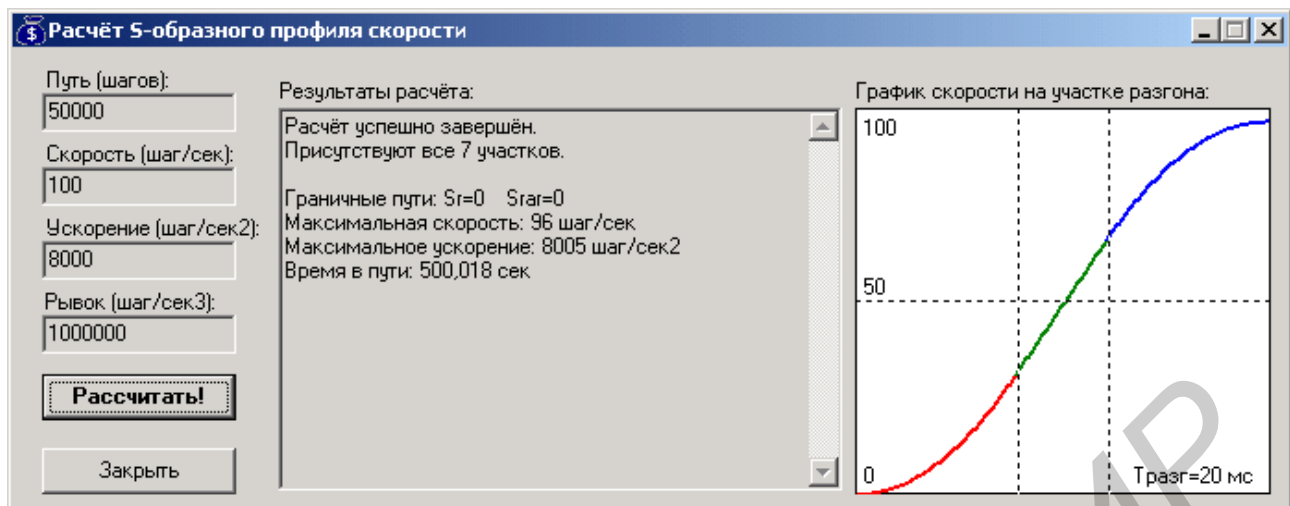 Расчёт S-образного профиля скорости
Путь (шагов):
50000
Скорость (шаг/сек):
100
Ускорение (шаг/сек2):
8000
Рывок (шаг/сек3):
1000000
Рассчитать!
Закрыть
Результаты расчёта:
Расчёт успешно завершён.
Присутствуют все 7 участков.
Граничные пути: Sr=0 Srar=0
Максимальная скорость: 96 шаг/сек
Максимальное ускорение: 8005 шаг/сек2
Время в пути: 500,018 сек
График скорости на участке разгона:
100
50
0
Тразг=20 мс